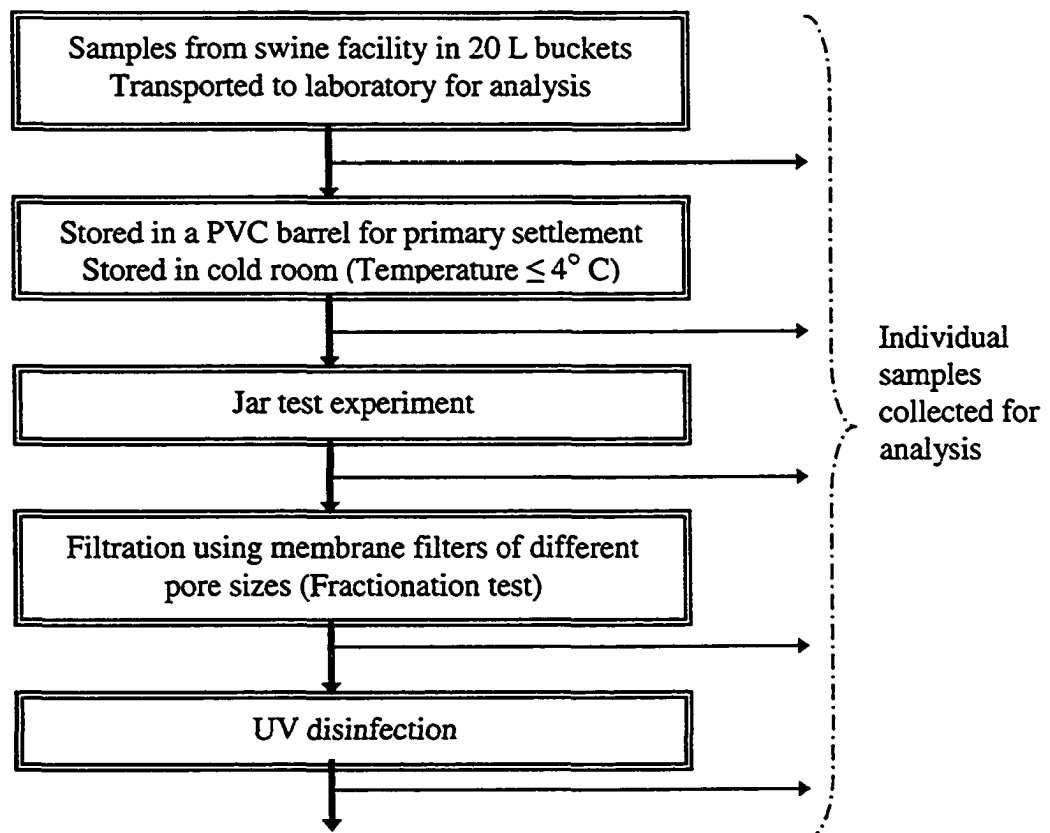 Samples from swine facility in 20 L buckets
Transported to laboratory for analysis
Stored in a PVC barrel for primary settlement
Stored in cold room (Temperature ≤ 4° C)
Jar test experiment
Filtration using membrane filters of different
pore sizes (Fractionation test)
UV disinfection
Individual
samples
collected for
analysis